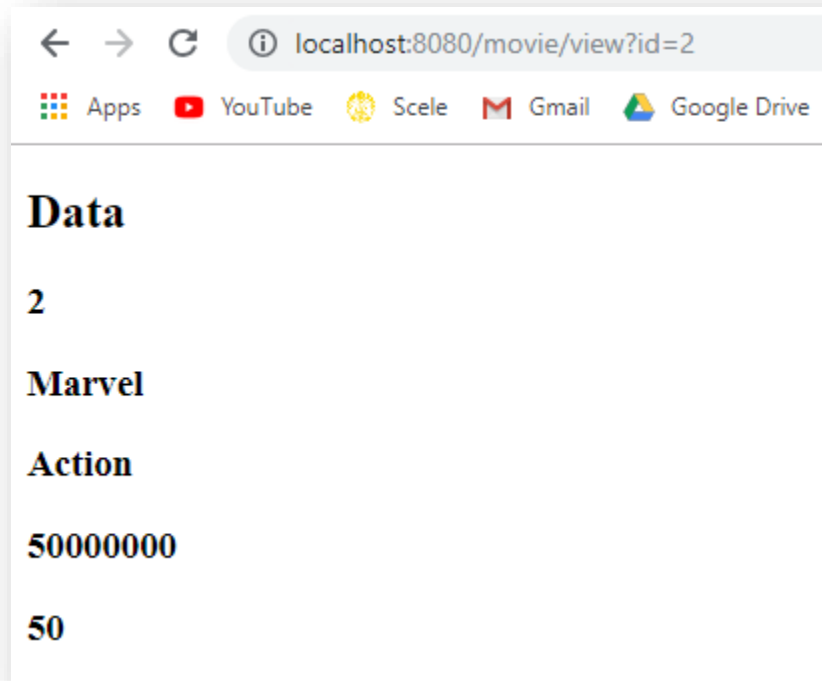 localhost:8080/movie/view?id=2
Apps YouTube Scele Gmail Google Drive
Data
2
Marvel
Action
50000000
50